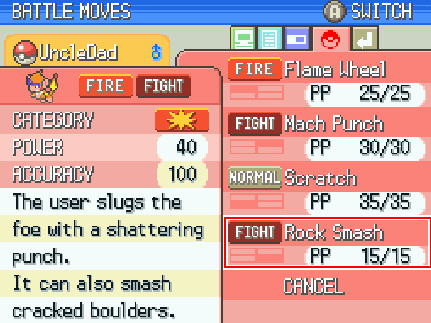 BATTLE MOVES
A SWITCH
UncleDad ♂
FIRE FIGHT
CATEGORY
POWER 40
ACCURACY 100
The user slugs the
foe with a shattering
punch.
It can also smash
cracked boulders.
FIRE Flame Wheel
PP 25/25
FIGHT Mach Punch
PP 30/30
NORMAL Scratch
PP 35/35
FIGHT Rock Smash
PP 15/15
CANCEL